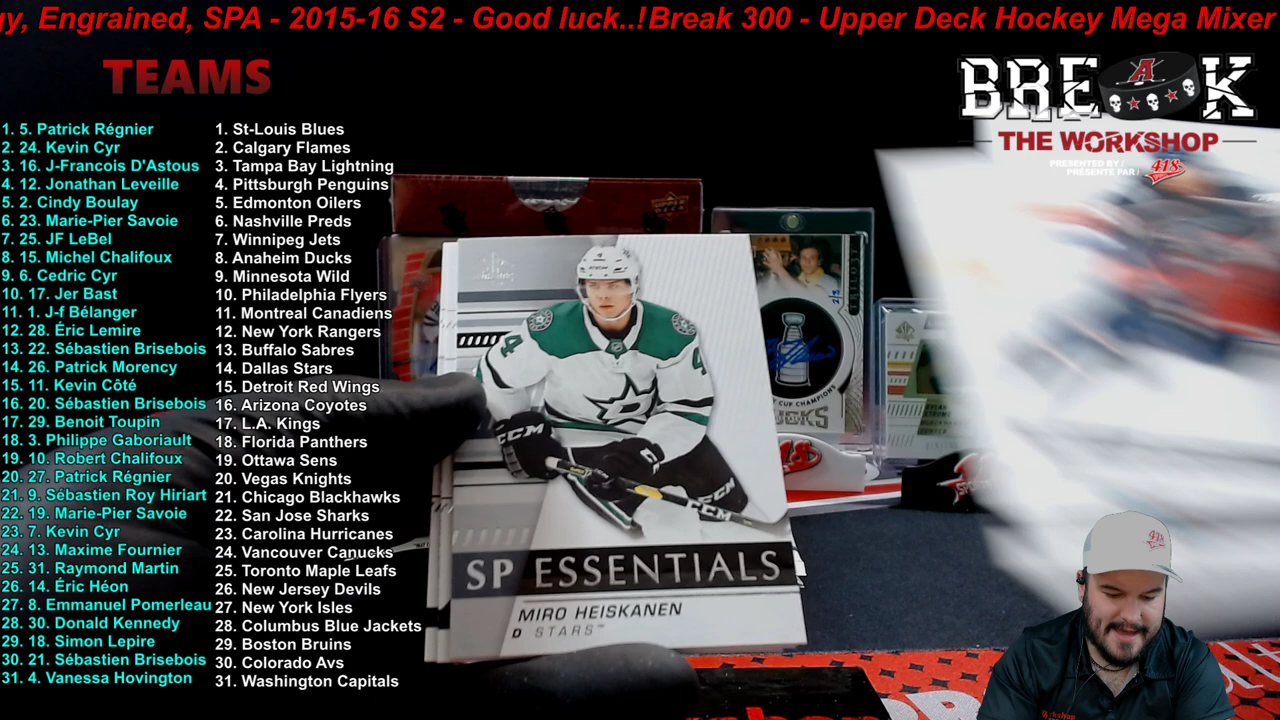 gy, Engrained, SPA - 2015-16 S2 - Good luck..! Break 300 - Upper Deck Hockey Mega Mixer
TEAMS
BREAK
THE WORKSHOP
PRESENTED BY /
PRÉSENTÉ PAR /
418
1. 5. Patrick Régnier
2. 24. Kevin Cyr
3. 16. J-Francois D'Astous
4. 12. Jonathan Leveille
5. 2. Cindy Boulay
6. 23. Marie-Pier Savoie
7. 25. JF LeBel
8. 15. Michel Chalifoux
9. 6. Cedric Cyr
10. 17. Jer Bast
11. 1. J-f Bélanger
12. 28. Éric Lemire
13. 22. Sébastien Brisebois
14. 26. Patrick Morency
15. 11. Kevin Côté
16. 20. Sébastien Brisebois
17. 29. Benoit Toupin
18. 3. Philippe Gaboriault
19. 10. Robert Chalifoux
20. 27. Patrick Régnier
21. 9. Sébastien Roy Hiriart
22. 19. Marie-Pier Savoie
23. 7. Kevin Cyr
24. 13. Maxime Fournier
25. 31. Raymond Martin
26. 14. Éric Héon
27. 8. Emmanuel Pomerleau
28. 30. Donald Kennedy
29. 18. Simon Lepire
30. 21. Sébastien Brisebois
31. 4. Vanessa Hovington
1. St-Louis Blues
2. Calgary Flames
3. Tampa Bay Lightning
4. Pittsburgh Penguins
5. Edmonton Oilers
6. Nashville Preds
7. Winnipeg Jets
8. Anaheim Ducks
9. Minnesota Wild
10. Philadelphia Flyers
11. Montreal Canadiens
12. New York Rangers
13. Buffalo Sabres
14. Dallas Stars
15. Detroit Red Wings
16. Arizona Coyotes
17. L.A. Kings
18. Florida Panthers
19. Ottawa Sens
20. Vegas Knights
21. Chicago Blackhawks
22. San Jose Sharks
23. Carolina Hurricanes
24. Vancouver Canucks
25. Toronto Maple Leafs
26. New Jersey Devils
27. New York Isles
28. Columbus Blue Jackets
29. Boston Bruins
30. Colorado Avs
31. Washington Capitals
4
CCM
CCM
SP ESSENTIALS
MIRO HEISKANEN
D STARS™
TRILOGY
CUP CHAMPIONS
418